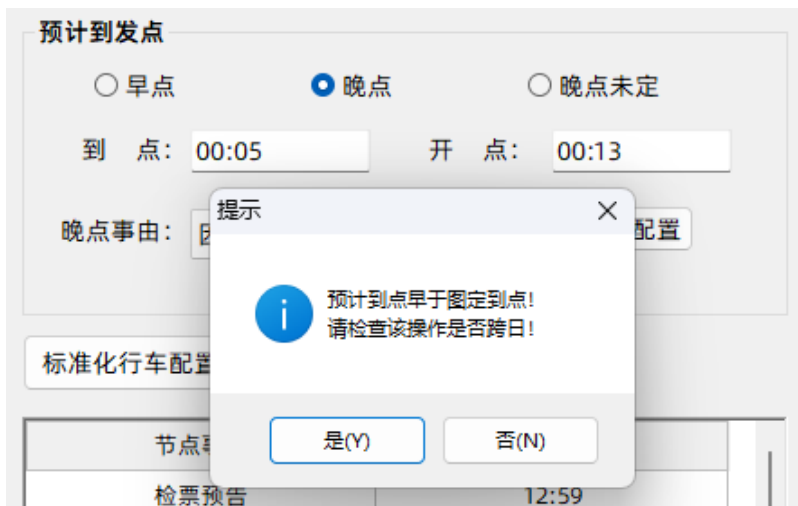 预计到发点
早点 晚点 晚点未定
到 点： 00:05 开 点： 00:13
提示
晚点事由： 配置
预计到点早于图定到点！
请检查该操作是否跨日！
标准化行车配置
是(Y) 否(N)
节点
检票预告 12:59